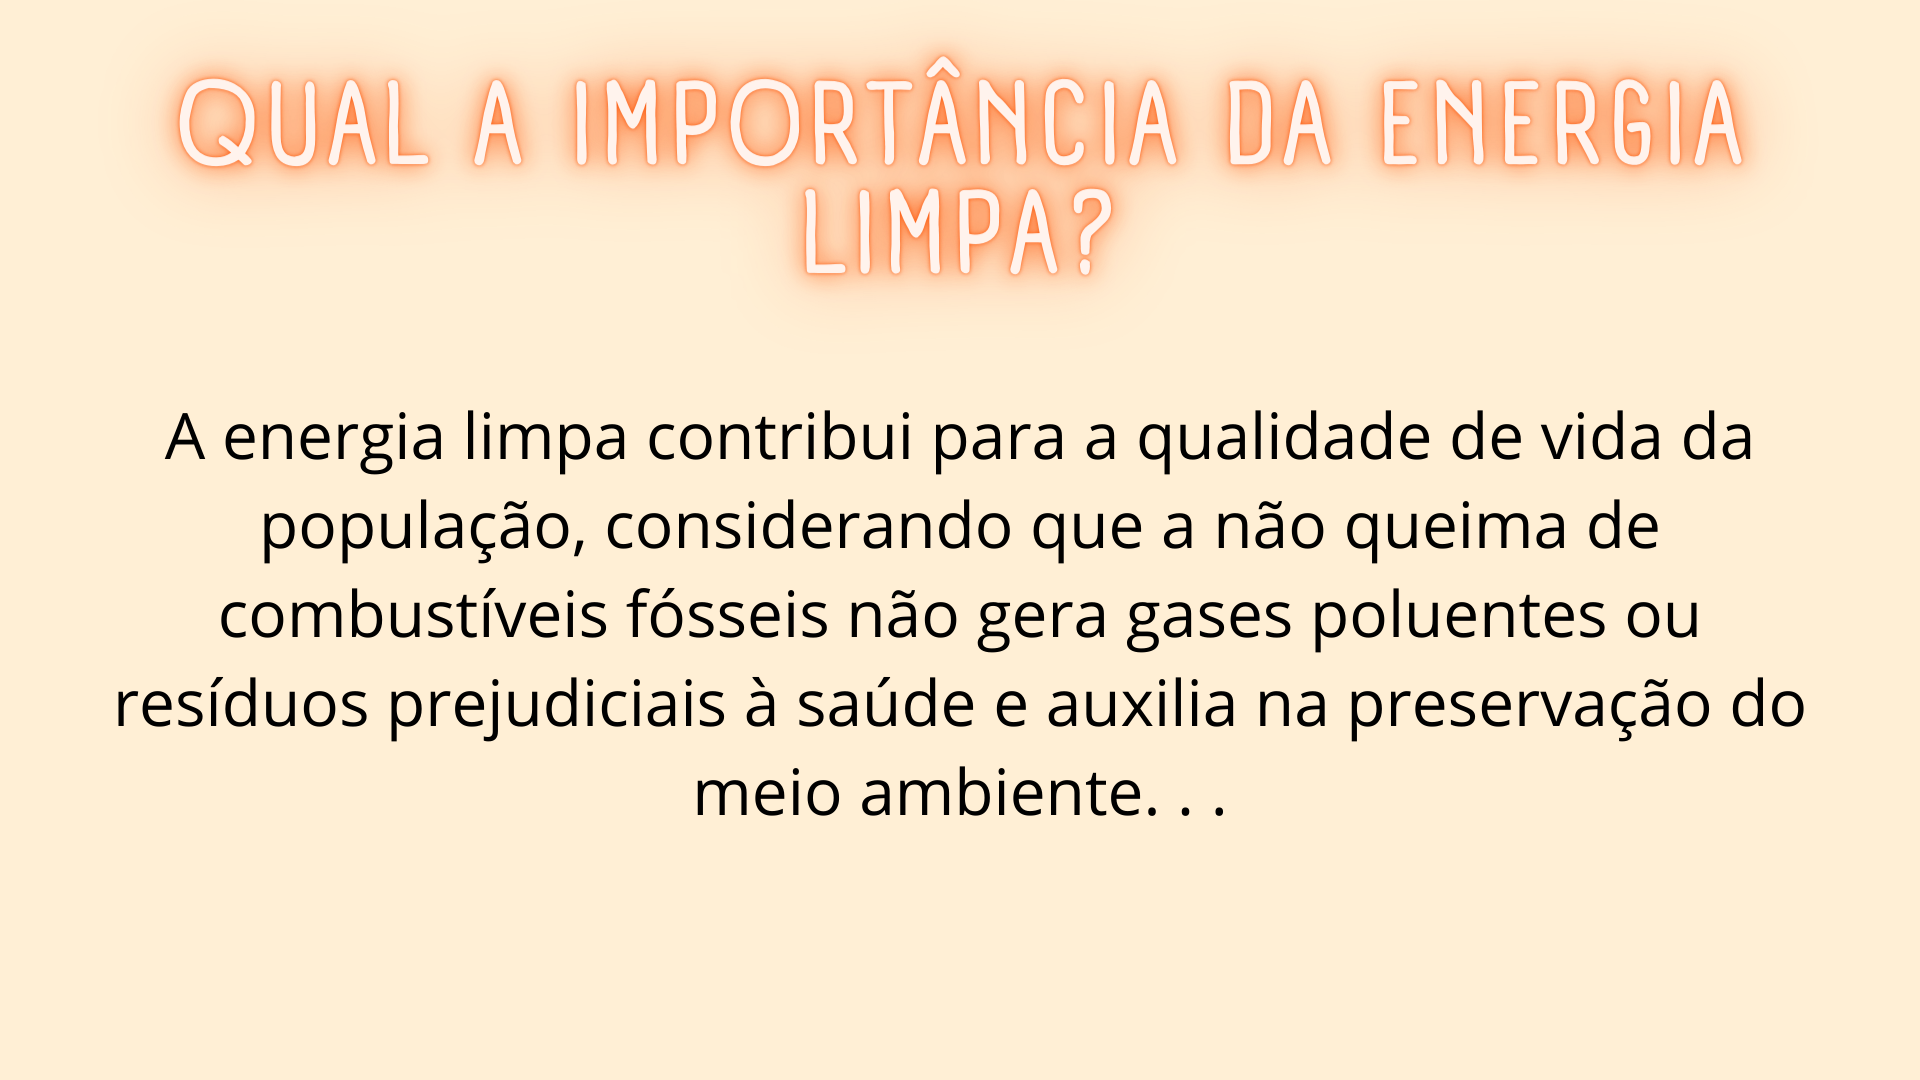 QUAL A IMPORTÂNCIA DA ENERGIA
LIMPA?
A energia limpa contribui para a qualidade de vida da
população, considerando que a não queima de
combustíveis fósseis não gera gases poluentes ou
resíduos prejudiciais à saúde e auxilia na preservação do
meio ambiente. . .